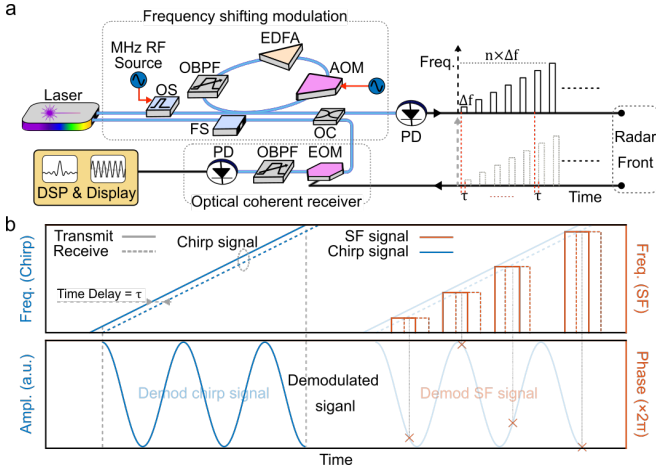 a
Frequency shifting modulation
MHz RF
Source
EDFA
OBPF
AOM
OS
Laser
FS
OC
PD
Freq.
n×Δf
Δf
Radar
Front
τ
τ
Time
PD
OBPF
EOM
DSP & Display
Optical coherent receiver
b
Transmit
Receive
Chirp signal
SF signal
Chirp signal
Time Delay = τ
Freq. (Chirp)
Freq. (SF)
Demod chirp signal
Demodulated
siganl
Demod SF signal
Ampl. (a.u.)
Phase (×2π)
Time